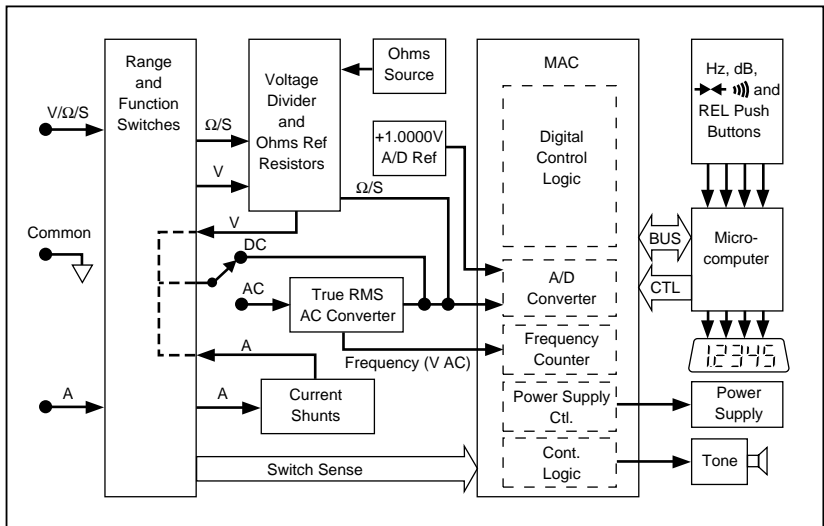 Range
and
Function
Switches
Voltage
Divider
and
Ohms Ref
Resistors
Ohms
Source
+1.0000V
A/D Ref
MAC
Digital
Control
Logic
Hz, dB,
and
REL Push
Buttons
V/Ω/S
Ω/S
V
Ω/S
V
Common
DC
AC
True RMS
AC Converter
A/D
Converter
BUS
CTL
Micro-
computer
1.2345
A
Frequency (V AC)
Frequency
Counter
A
A
Current
Shunts
Power Supply
Ctl.
Power
Supply
Switch Sense
Cont.
Logic
Tone